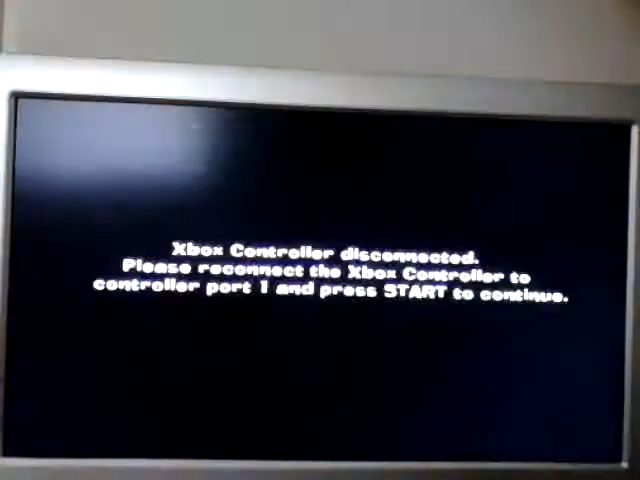 Xbox Controller disconnected.
Please reconnect the Xbox Controller to
controller port 1 and press START to continue.